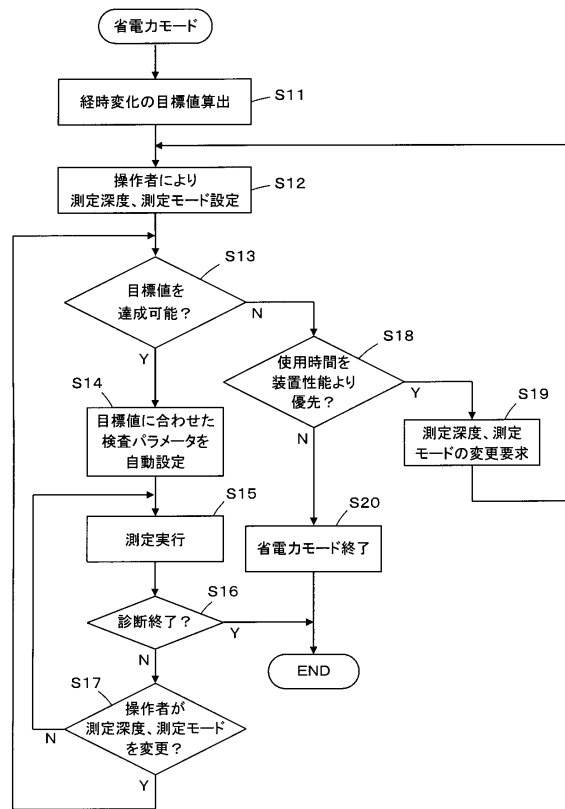 省電力モード
経時変化の目標値算出
S11
操作者により
測定深度、測定モード設定
S12
目標値を
達成可能？
S13
N
Y
使用時間を
装置性能より
優先？
S18
Y
N
S14
目標値に合わせた
検査パラメータを
自動設定
S19
測定深度、測定
モードの変更要求
S15
測定実行
S20
省電力モード終了
診断終了？
S16
Y
N
END
S17
操作者が
測定深度、測定モード
を変更？
N
Y